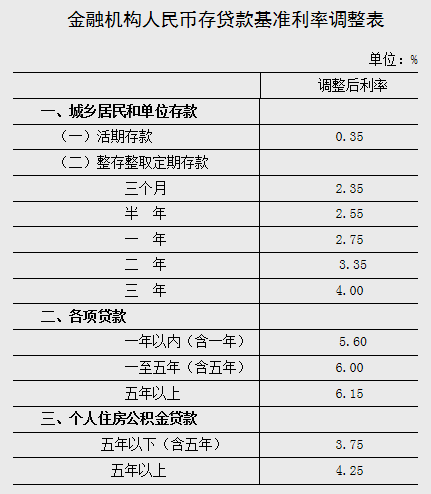 金融机构人民币存贷款基准利率调整表
单位：%
调整后利率
一、城乡居民和单位存款
（一）活期存款 0.35
（二）整存整取定期存款
三个月 2.35
半 年 2.55
一 年 2.75
二 年 3.35
三 年 4.00
二、各项贷款
一年以内（含一年） 5.60
一至五年（含五年） 6.00
五年以上 6.15
三、个人住房公积金贷款
五年以下（含五年） 3.75
五年以上 4.25